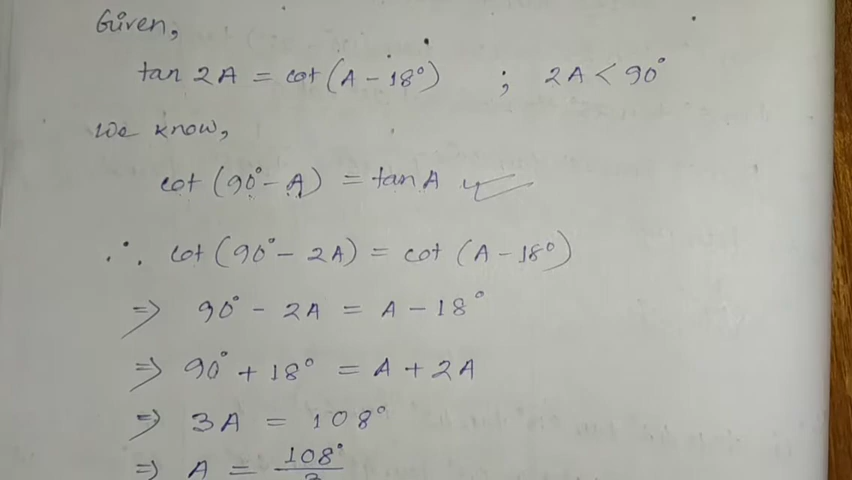 Given,
tan 2A = cot (A - 18°) ; 2A < 90°
We know,
cot (90° - A) = tan A
∴ cot (90° - 2A) = cot (A - 18°)
⇒ 90° - 2A = A - 18°
⇒ 90° + 18° = A + 2A
⇒ 3A = 108°
⇒ A = 108°/3